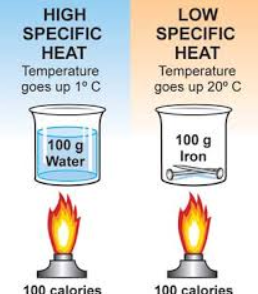 HIGH
SPECIFIC
HEAT
Temperature
goes up 1º C
100 g
Water
100 calories
LOW
SPECIFIC
HEAT
Temperature
goes up 20º C
100 g
Iron
100 calories